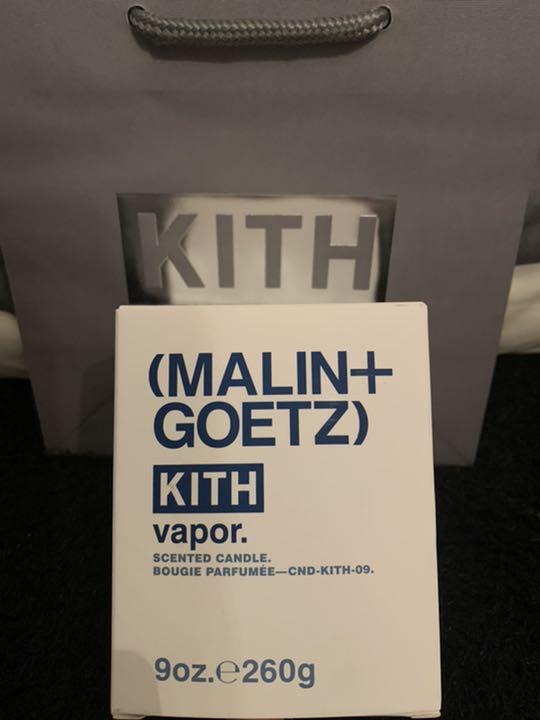 KITH
(MALIN+
GOETZ)
KITH
vapor.
SCENTED CANDLE.
BOUGIE PARFUMÉE—CND-KITH-09.
9oz.℮260g